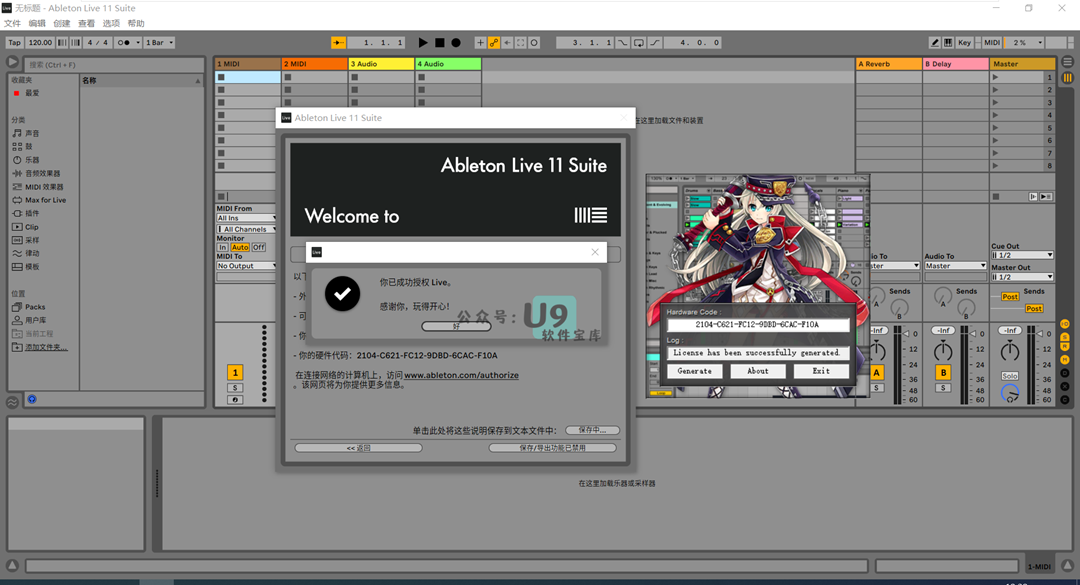 无标题 - Ableton Live 11 Suite
文件 编辑 创建 查看 选项 帮助
Tap 120.00 4 / 4 1 Bar 1. 1. 1 3. 1. 1 4. 0. 0 Key MIDI 2 %
搜索 (Ctrl + F)
收藏夹 名称
最爱
分类
声音
鼓
乐器
音频效果器
MIDI 效果器
Max for Live
插件
Clip
采样
律动
模板
位置
Packs
用户库
当前工程
添加文件夹...
1 MIDI 2 MIDI 3 Audio 4 Audio A Reverb B Delay Master
1
2
3
4
5
6
7
8
在这里加载文件和装置
MIDI From
All Ins
All Channels
Monitor
In Auto Off
MIDI To
No Output
1
S
Ableton Live 11 Suite
Ableton Live 11 Suite
Welcome to
你已成功授权 Live。
感谢你，玩得开心！
好
公众号：U9
软件宝库
- 你的硬件代码： 2104-C621-FC12-9DBD-6CAC-F10A
在连接网络的计算机上，访问 www.ableton.com/authorize
。该网页将为你提供更多信息。
单击此处将这些说明保存到文本文件中： 保存中...
<< 返回 保存/导出功能已禁用
Hardware Code :
2104-C621-FC12-9DBD-6CAC-F10A
Log :
License has been successfully generated.
Generate About Exit
Audio To
Master
Cue Out
1/2
Master Out
1/2
Sends Sends Sends
Post
Post
A
B
-Inf -Inf -Inf
0
12
24
36
48
60
A B Solo
S S
在这里加载乐器或采样器
1-MIDI